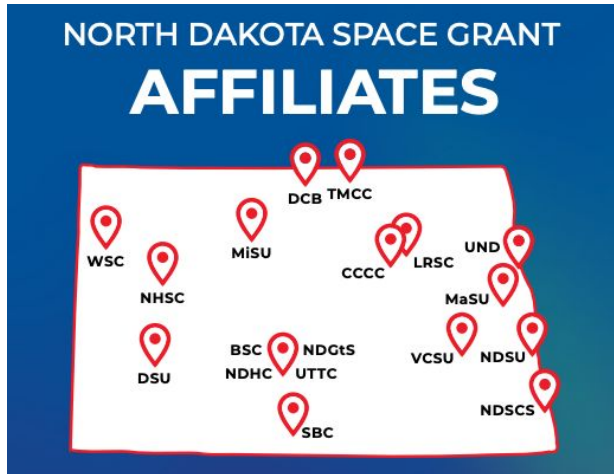 NORTH DAKOTA SPACE GRANT
AFFILIATES
DCB TMCC
WSC
MiSU
CCCC
LRSC
UND
NHSC
MaSU
DSU
BSC NDGtS
NDHC UTTC
VCSU
NDSU
NDSCS
SBC